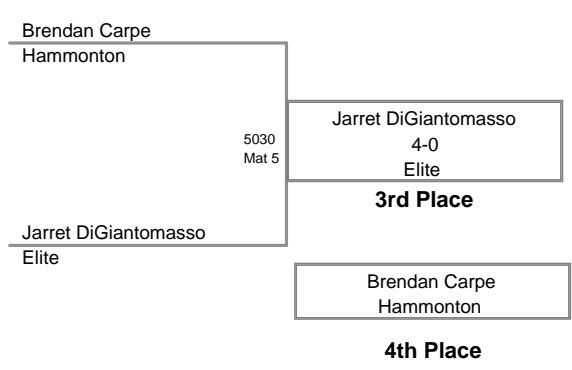 Brendan Carpe
Hammonton
5030
Mat 5
Jarret DiGiantomasso
4-0
Elite
3rd Place
Jarret DiGiantomasso
Elite
Brendan Carpe
Hammonton
4th Place